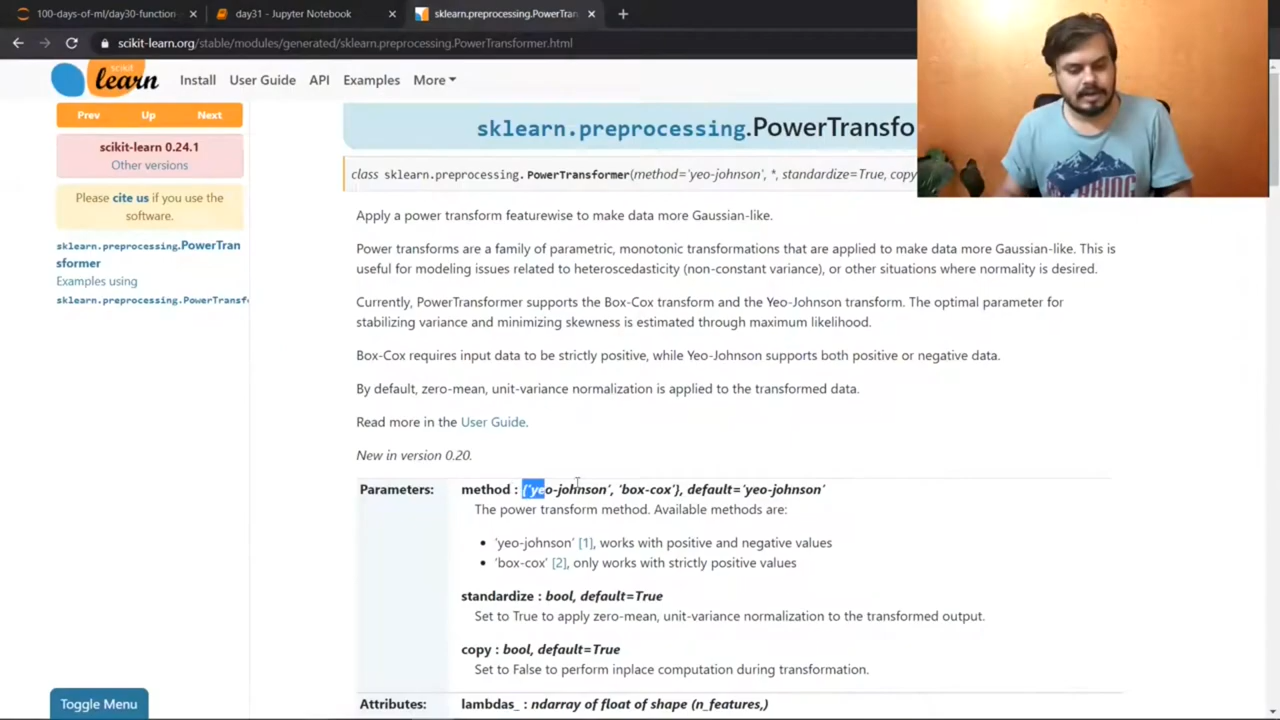 100-days-of-ml/day30-function-
day31 - Jupyter Notebook
sklearn.preprocessing.PowerTran
scikit-learn.org/stable/modules/generated/sklearn.preprocessing.PowerTransformer.html
scikit
learn
Install
User Guide
API
Examples
More
Prev
Up
Next
scikit-learn 0.24.1
Other versions
Please cite us if you use the
software.
sklearn.preprocessing.PowerTran
sformer
Examples using
sklearn.preprocessing.PowerTransf
Toggle Menu
sklearn.preprocessing.PowerTransfo
class sklearn.preprocessing.PowerTransformer(method='yeo-johnson', *, standardize=True, copy
Apply a power transform featurewise to make data more Gaussian-like.
Power transforms are a family of parametric, monotonic transformations that are applied to make data more Gaussian-like. This is
useful for modeling issues related to heteroscedasticity (non-constant variance), or other situations where normality is desired.
Currently, PowerTransformer supports the Box-Cox transform and the Yeo-Johnson transform. The optimal parameter for
stabilizing variance and minimizing skewness is estimated through maximum likelihood.
Box-Cox requires input data to be strictly positive, while Yeo-Johnson supports both positive or negative data.
By default, zero-mean, unit-variance normalization is applied to the transformed data.
Read more in the User Guide.
New in version 0.20.
Parameters:
method : {'yeo-johnson', 'box-cox'}, default='yeo-johnson'
The power transform method. Available methods are:
• 'yeo-johnson' [1], works with positive and negative values
• 'box-cox' [2], only works with strictly positive values
standardize : bool, default=True
Set to True to apply zero-mean, unit-variance normalization to the transformed output.
copy : bool, default=True
Set to False to perform inplace computation during transformation.
Attributes:
lambdas_ : ndarray of float of shape (n_features,)